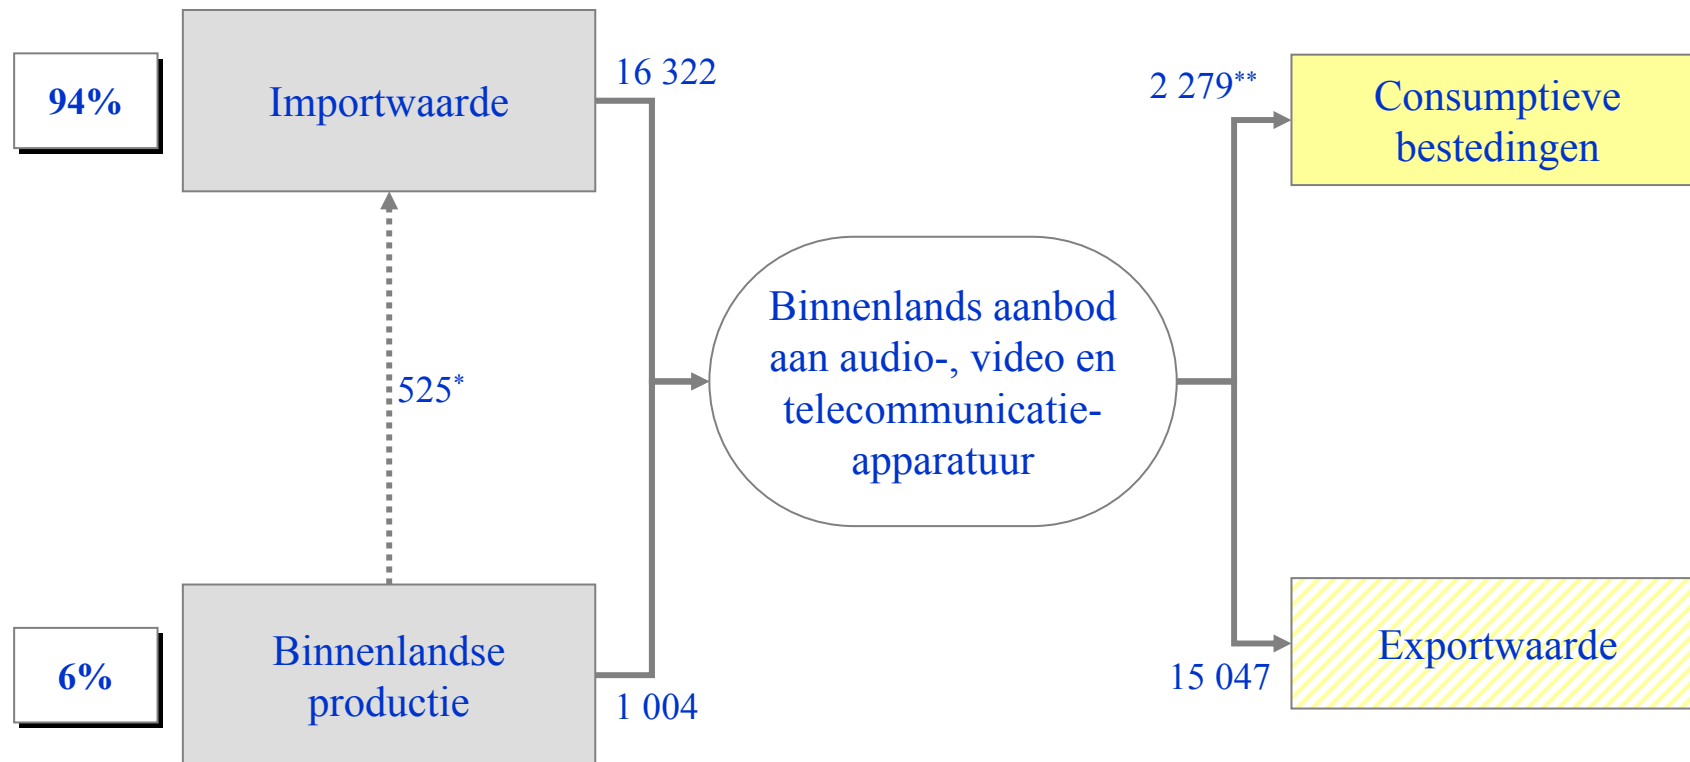 94%
Importwaarde
16 322
2 279**
Consumptieve
bestedingen
525*
Binnenlands aanbod
aan audio-, video en
telecommunicatie-
apparatuur
6%
Binnenlandse
productie
1 004
15 047
Exportwaarde